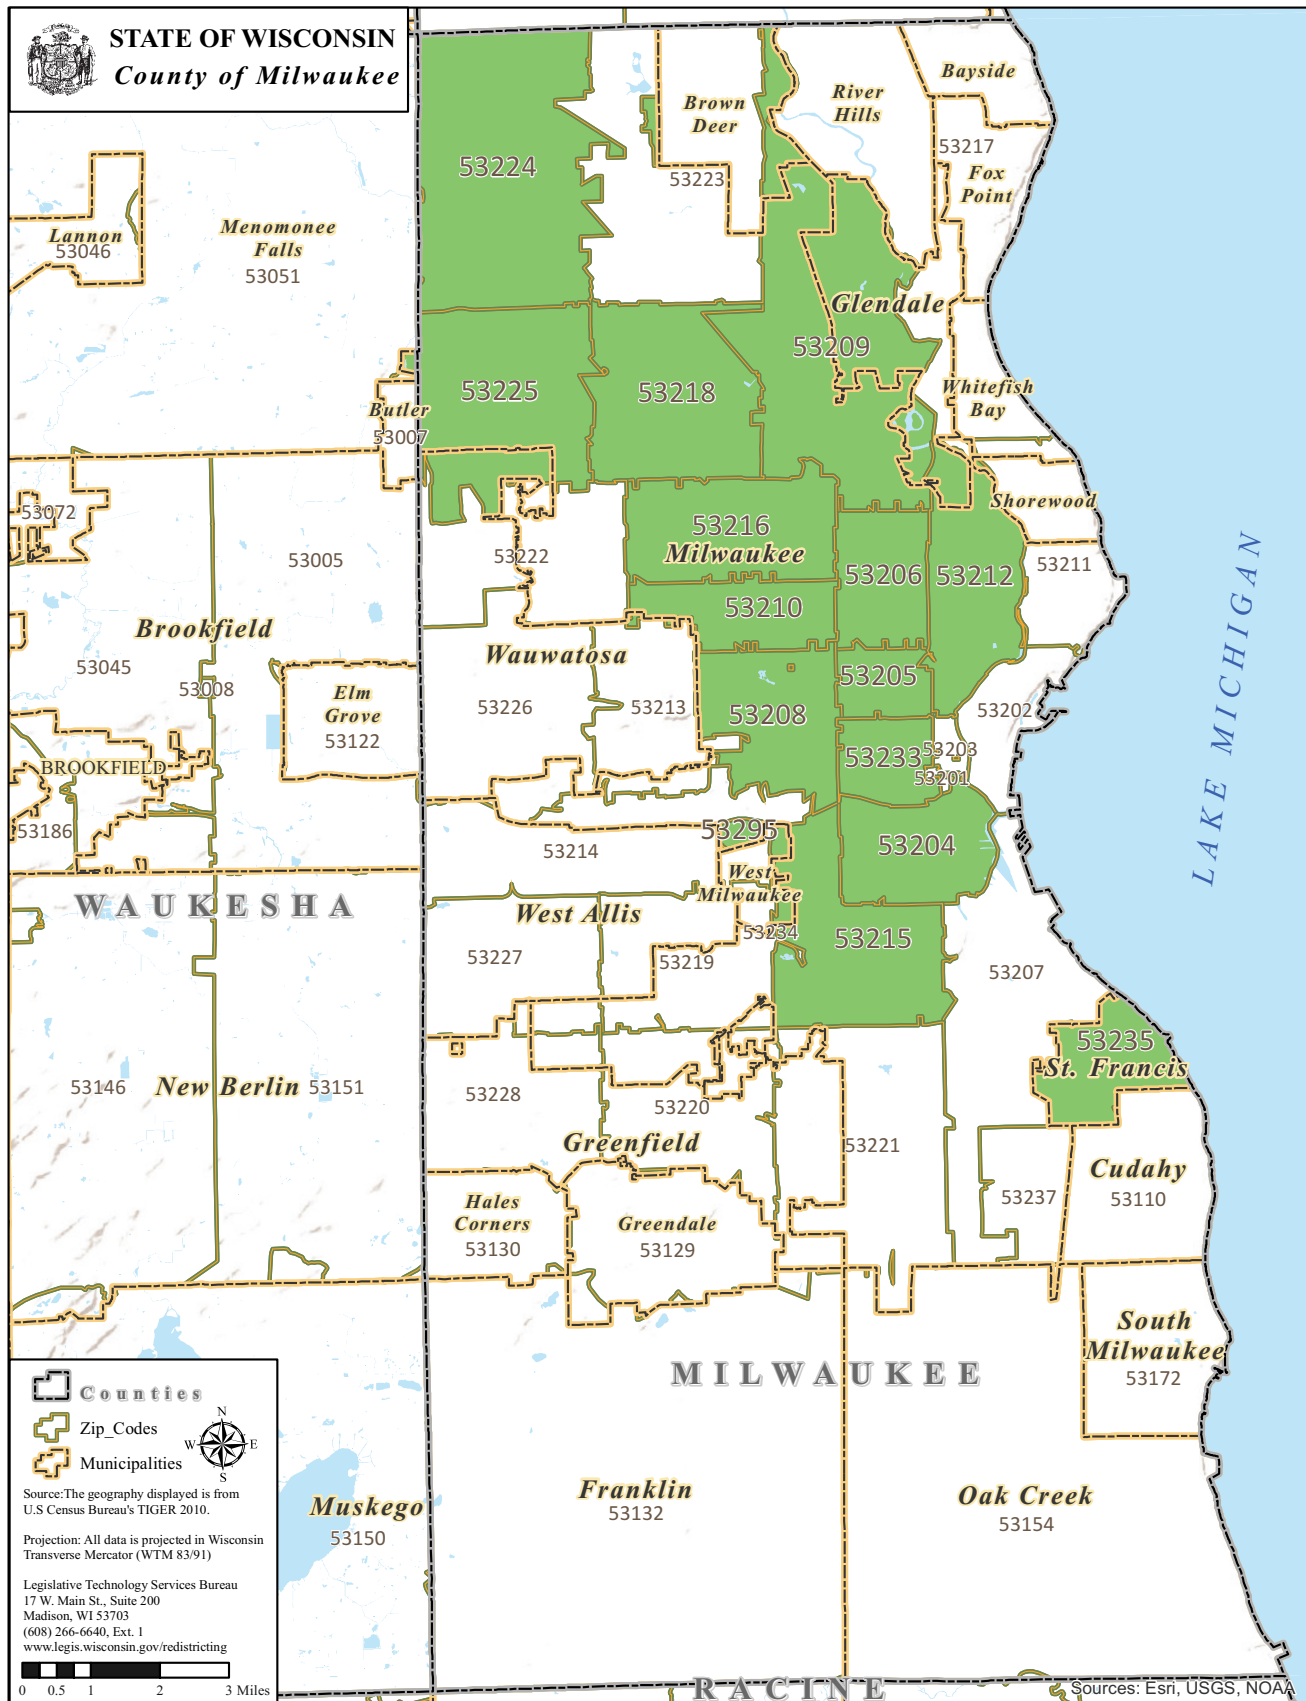 STATE OF WISCONSIN
County of Milwaukee
Bayside
River
Hills
Brown
Deer
53217
53224
53223
Fox
Point
Menomonee
Falls
53051
Lannon
53046
Glendale
53209
53225
53218
Whitefish
Bay
Butler
53007
Shorewood
53072
53216
Milwaukee
53222
53005
53206
53212
53211
53210
Brookfield
Wauwatosa
53045
53008
Elm
Grove
53122
53226
53213
53205
53208
53202
53233
53203
53201
BROOKFIELD
53186
53295
53214
53204
West
Milwaukee
LAKE MICHIGAN
WAUKESHA
West Allis
53234
53215
53227
53219
53207
53235
St. Francis
53146
New Berlin
53151
53228
53220
Greenfield
53221
Cudahy
53110
53237
Hales
Corners
53130
Greendale
53129
South
Milwaukee
53172
MILWAUKEE
Franklin
53132
Oak Creek
53154
Muskego
53150
Counties
Zip_Codes
Municipalities
N
W
E
S
Source:The geography displayed is from
U.S Census Bureau's TIGER 2010.
Projection: All data is projected in Wisconsin
Transverse Mercator (WTM 83/91)
Legislative Technology Services Bureau
17 W. Main St., Suite 200
Madison, WI 53703
(608) 266-6640, Ext. 1
www.legis.wisconsin.gov/redistricting
0 0.5 1 2 3 Miles
RACINE
Sources: Esri, USGS, NOAA